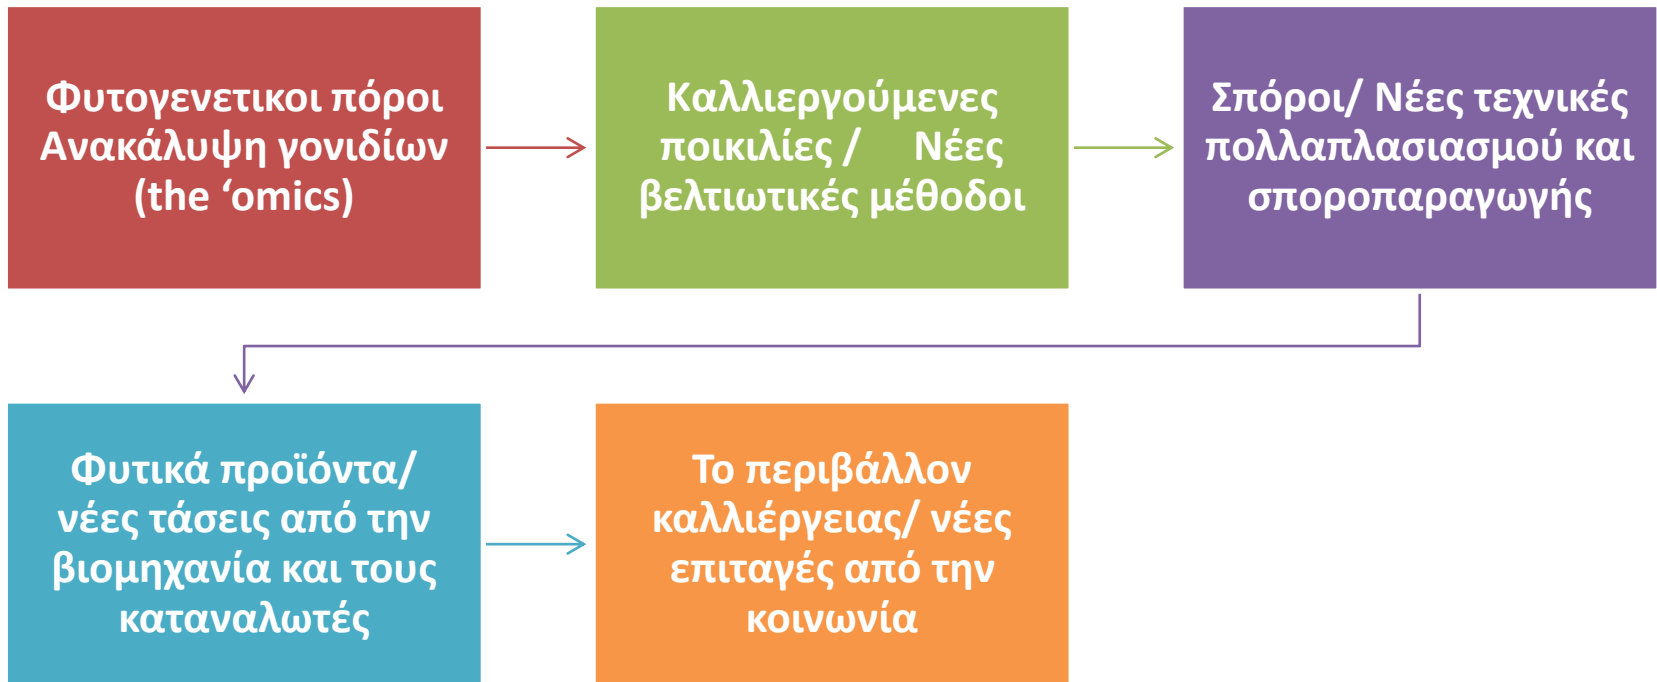 Φυτογενετικοι πόροι
Ανακάλυψη γονιδίων
(the ‘omics)
Καλλιεργούμενες
ποικιλίες / Νέες
βελτιωτικές μέθοδοι
Σπόροι/ Νέες τεχνικές
πολλαπλασιασμού και
σποροπαραγωγής
Φυτικά προϊόντα/
νέες τάσεις από την
βιομηχανία και τους
καταναλωτές
Το περιβάλλον
καλλιέργειας/ νέες
επιταγές από την
κοινωνία